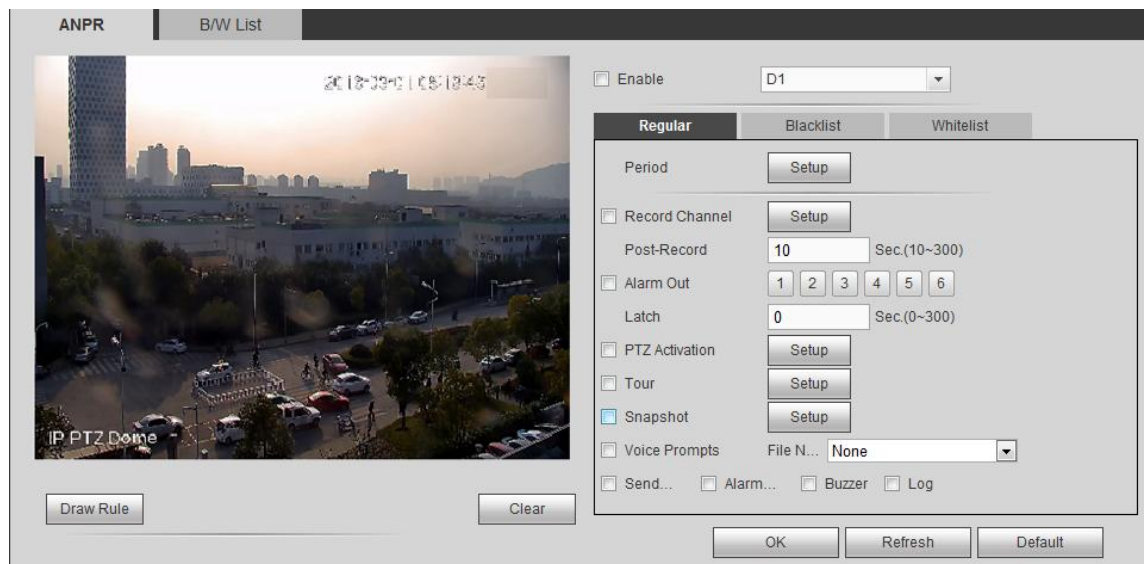 ANPR B/W List
Enable D1
Regular Blacklist Whitelist
Period Setup
Record Channel Setup
Post-Record 10 Sec.(10~300)
Alarm Out 1 2 3 4 5 6
Latch 0 Sec.(0~300)
PTZ Activation Setup
Tour Setup
Snapshot Setup
Voice Prompts File N... None
Send... Alarm... Buzzer Log
IP PTZ Dome
Draw Rule Clear
OK Refresh Default